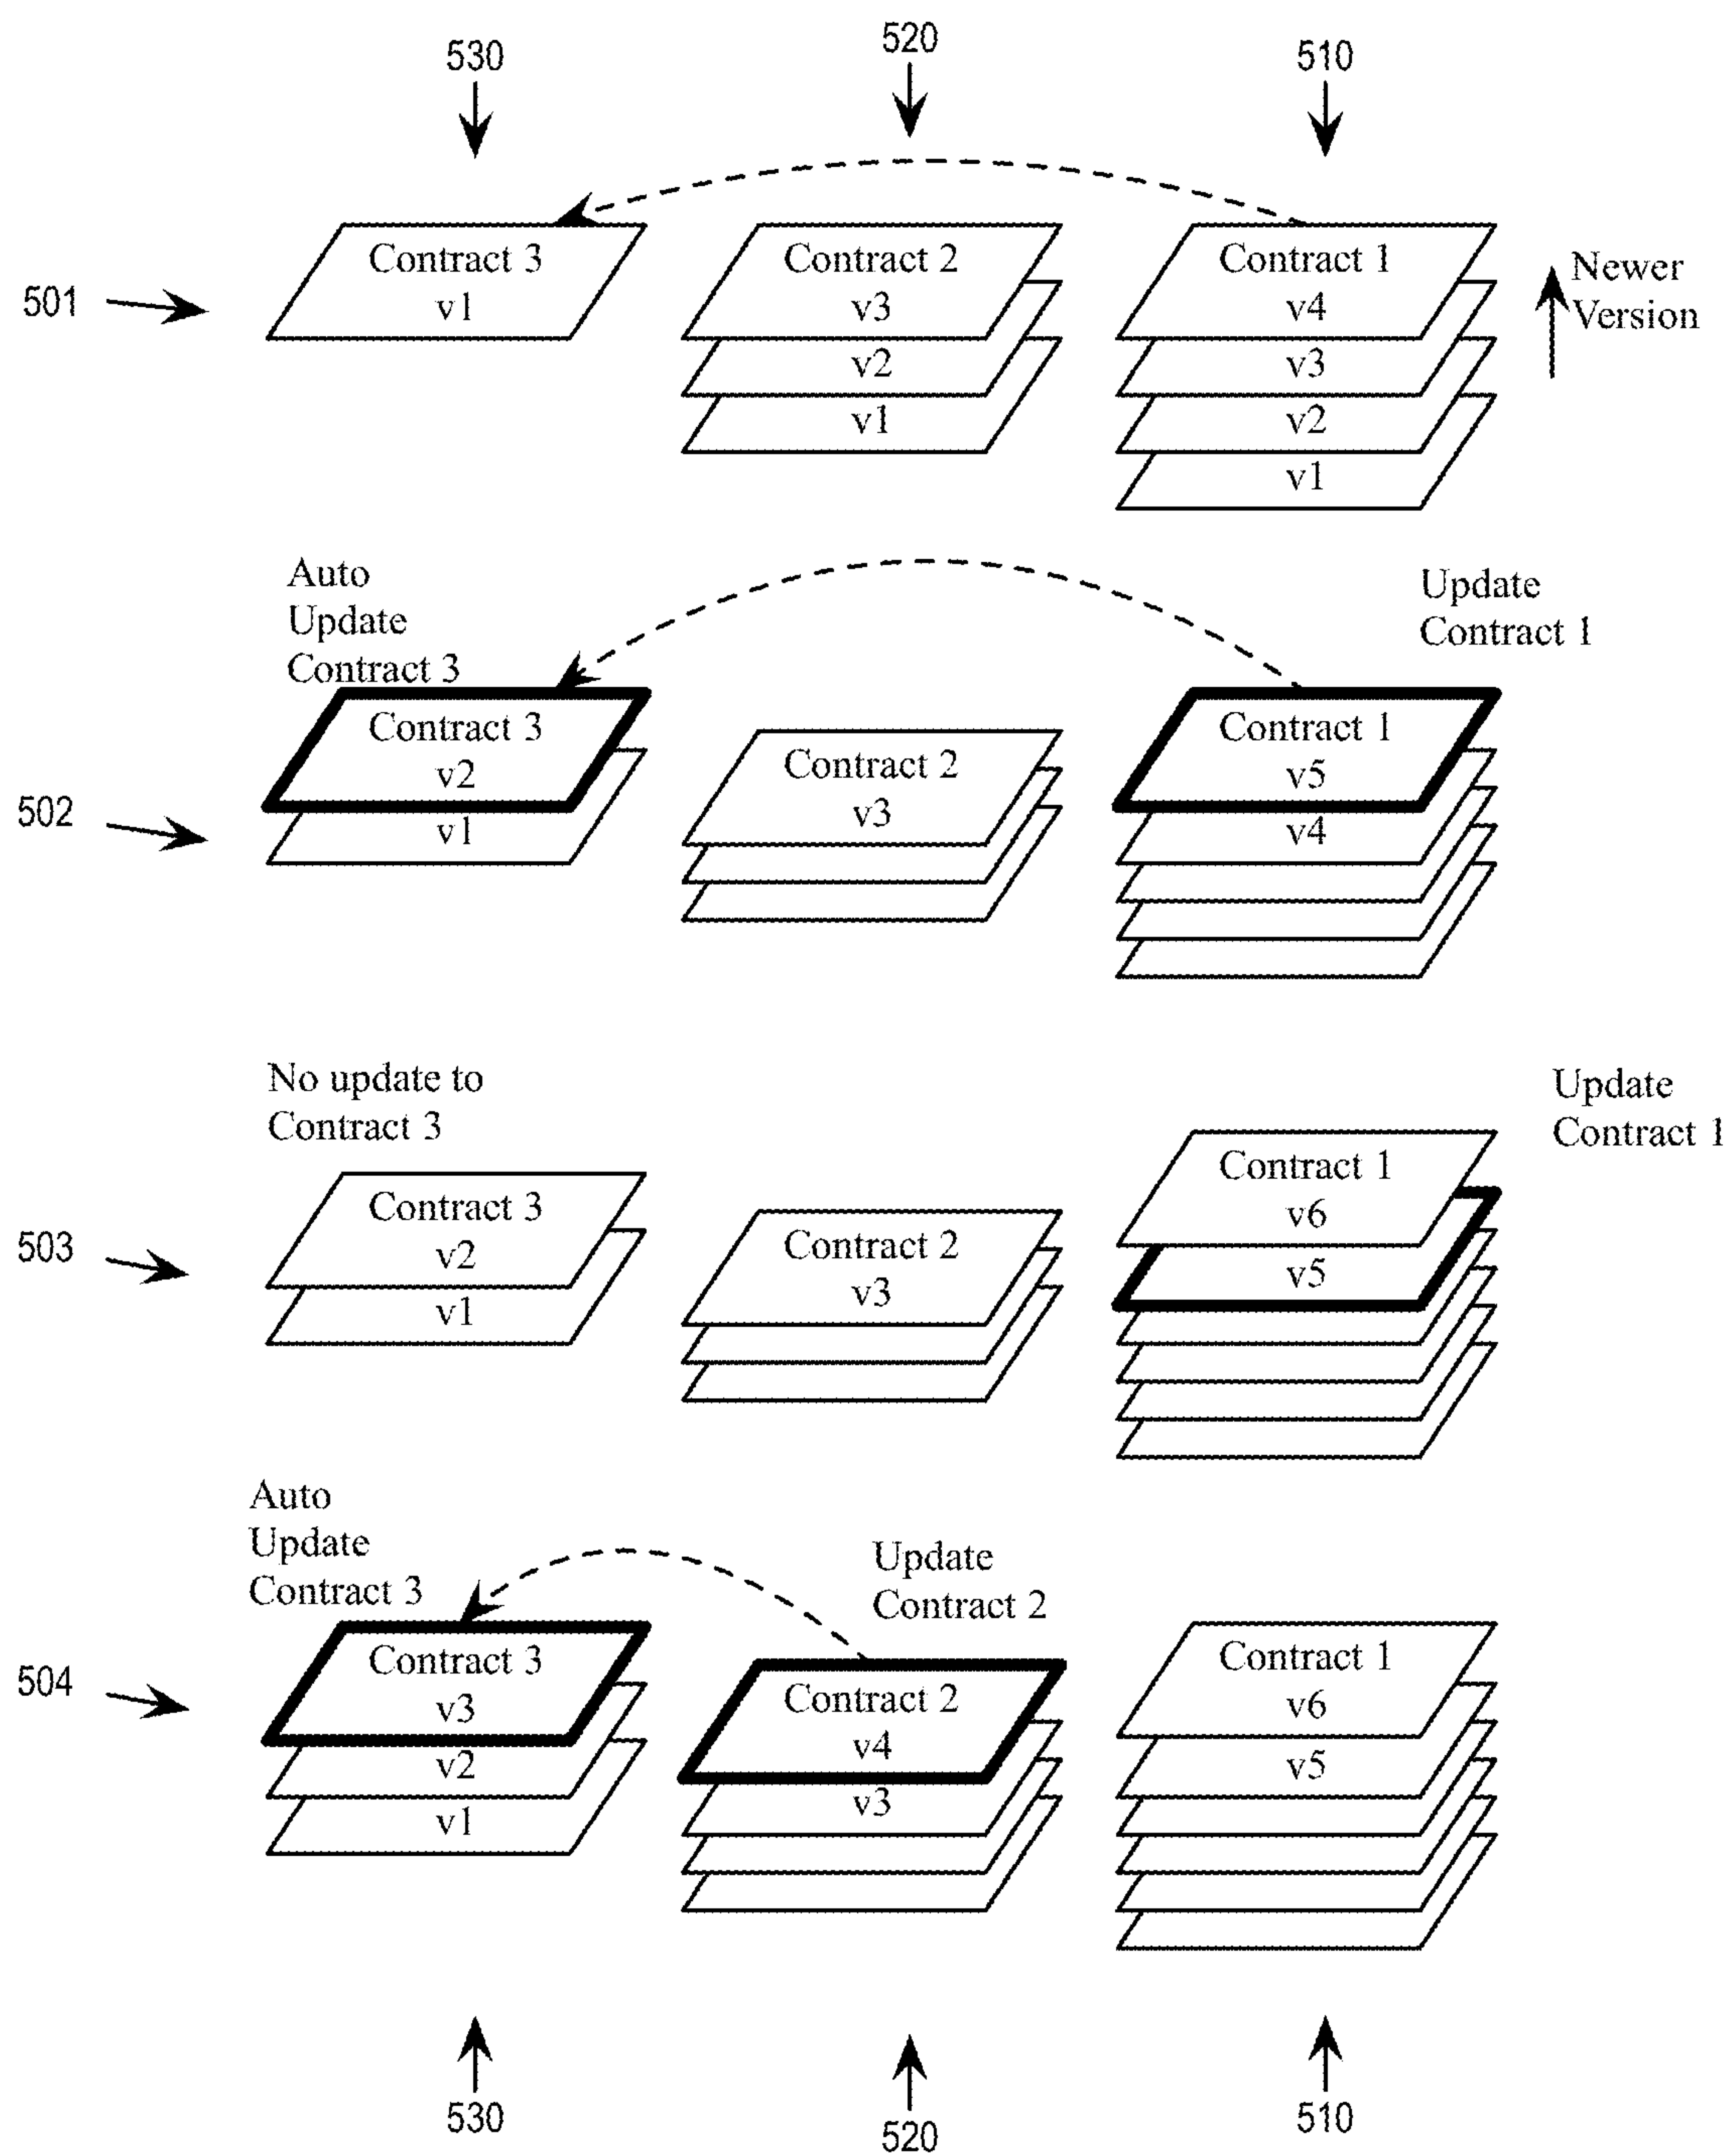 530
520
510
Contract 3
v1
Contract 2
v3
v2
v1
Contract 1
v4
v3
v2
v1
Newer
Version
501
Auto
Update
Contract 3
Update
Contract 1
Contract 3
v2
v1
Contract 2
v3
Contract 1
v5
v4
502
No update to
Contract 3
Update
Contract 1
Contract 3
v2
v1
Contract 2
v3
Contract 1
v6
v5
503
Auto
Update
Contract 3
Update
Contract 2
Contract 3
v3
v2
v1
Contract 2
v4
v3
Contract 1
v6
v5
504
530
520
510